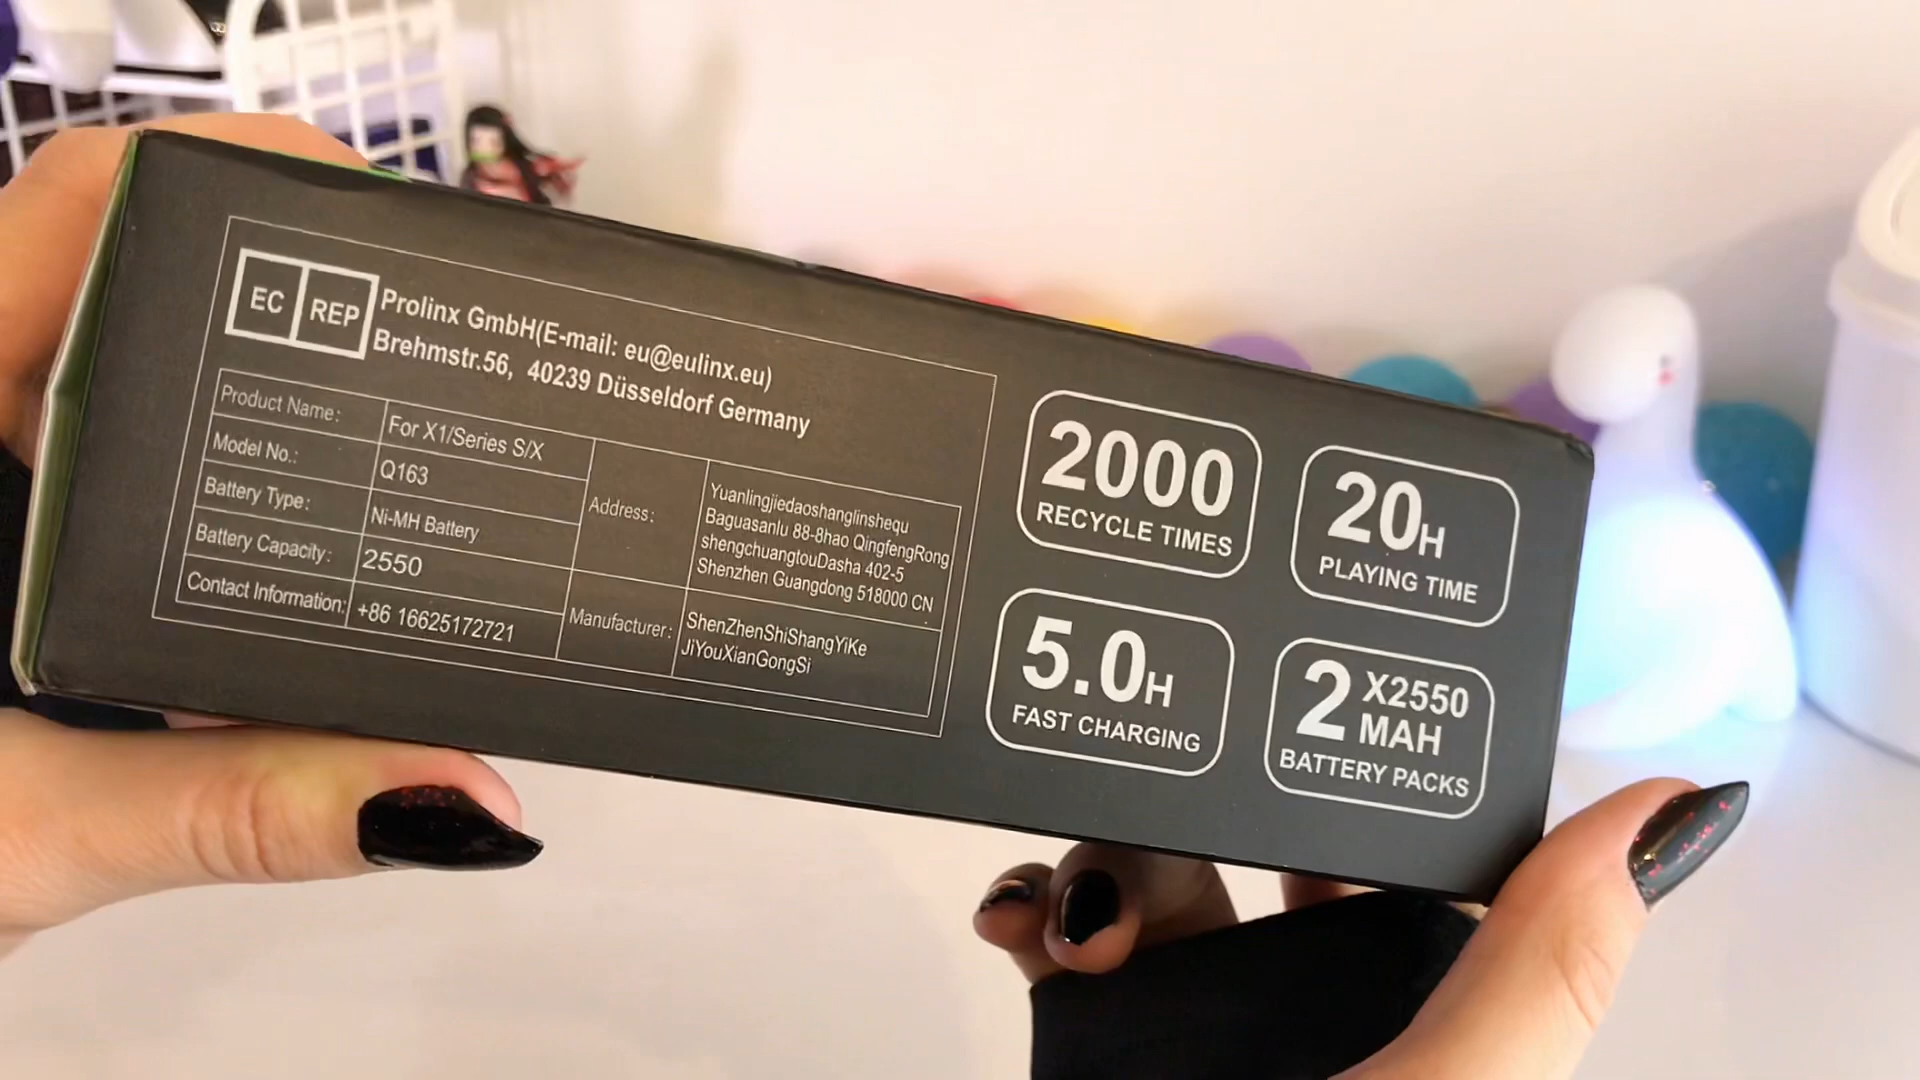 EC REP
Prolinx GmbH(E-mail: eu@eulinx.eu)
Brehmstr.56, 40239 Düsseldorf Germany
Product Name: For X1/Series S/X
Model No.: Q163
Battery Type: Ni-MH Battery
Battery Capacity: 2550
Contact Information: +86 16625172721
Address:
Yuanlingjiedaoshanglinshequ
Baguasanlu 88-8hao QingfengRong
shengchuangtouDasha 402-5
Shenzhen Guangdong 518000 CN
Manufacturer:
ShenZhenShiShangYiKe
JiYouXianGongSi
2000
RECYCLE TIMES
20H
PLAYING TIME
5.0H
FAST CHARGING
2 X2550
MAH
BATTERY PACKS